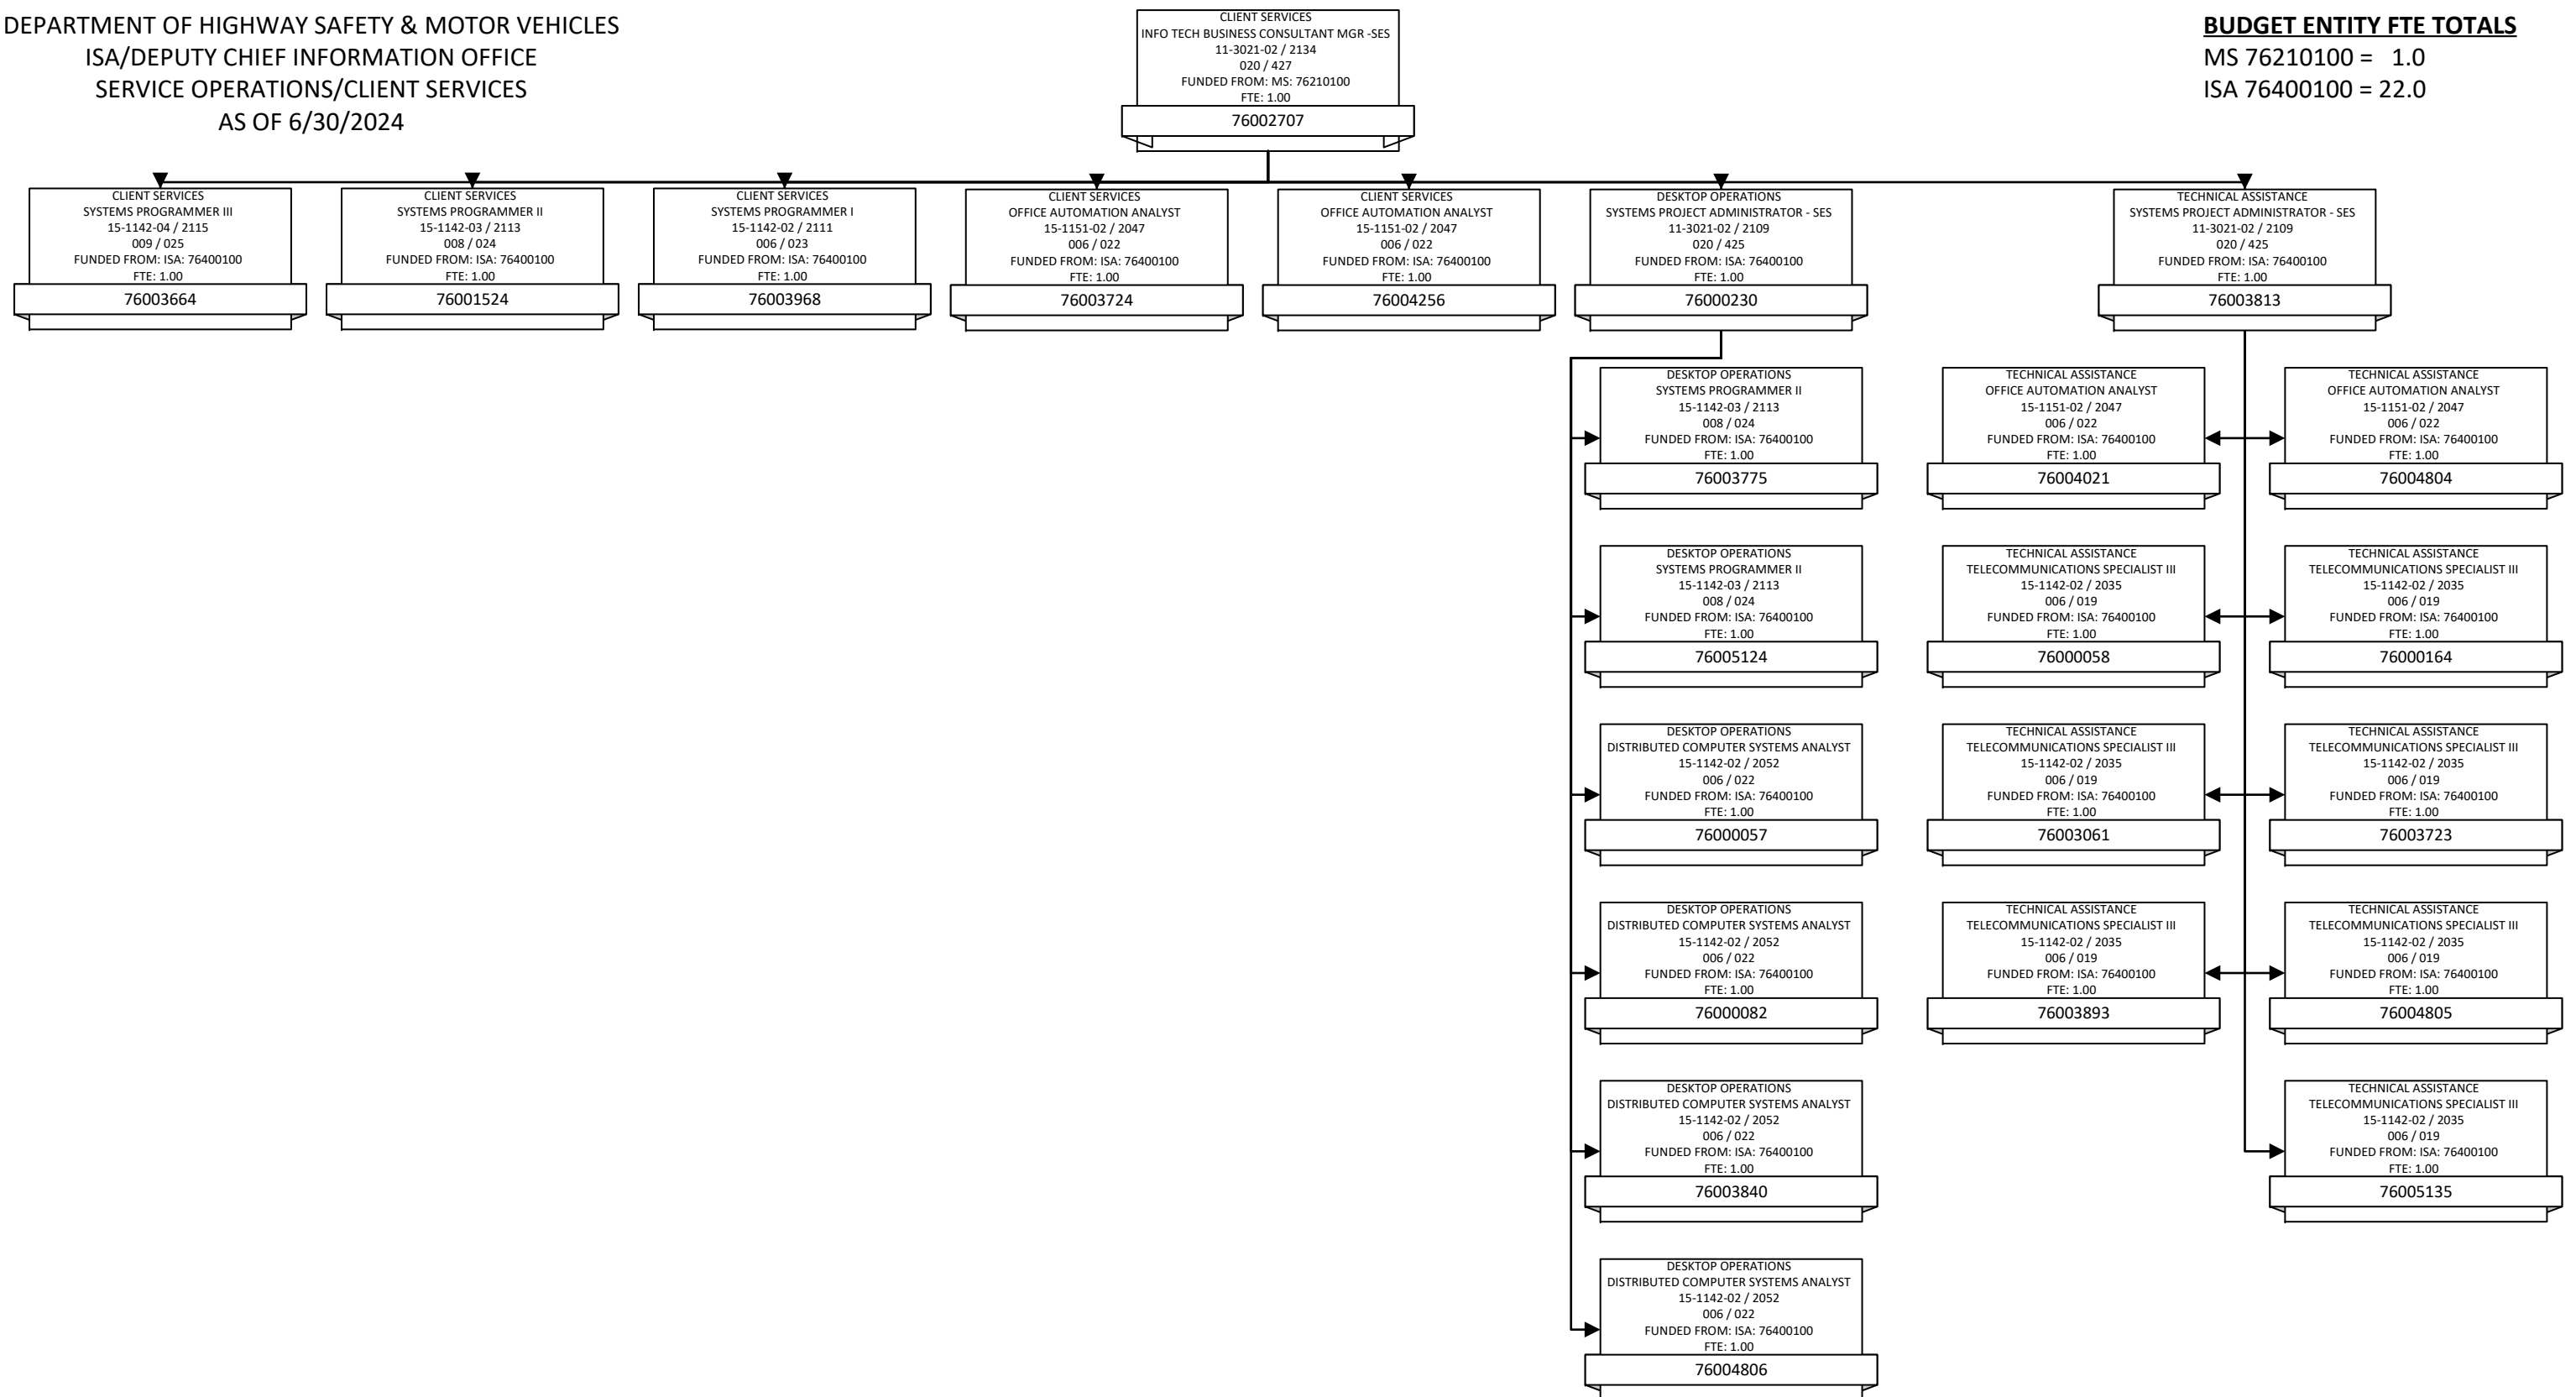 DEPARTMENT OF HIGHWAY SAFETY & MOTOR VEHICLES
ISA/DEPUTY CHIEF INFORMATION OFFICE
SERVICE OPERATIONS/CLIENT SERVICES
AS OF 6/30/2024
CLIENT SERVICES
INFO TECH BUSINESS CONSULTANT MGR -SES
11-3021-02 / 2134
020 / 427
FUNDED FROM: MS: 76210100
FTE: 1.00
76002707
BUDGET ENTITY FTE TOTALS
MS 76210100 = 1.0
ISA 76400100 = 22.0
CLIENT SERVICES
SYSTEMS PROGRAMMER III
15-1142-04 / 2115
009 / 025
FUNDED FROM: ISA: 76400100
FTE: 1.00
76003664
CLIENT SERVICES
SYSTEMS PROGRAMMER II
15-1142-03 / 2113
008 / 024
FUNDED FROM: ISA: 76400100
FTE: 1.00
76001524
CLIENT SERVICES
SYSTEMS PROGRAMMER I
15-1142-02 / 2111
006 / 023
FUNDED FROM: ISA: 76400100
FTE: 1.00
76003968
CLIENT SERVICES
OFFICE AUTOMATION ANALYST
15-1151-02 / 2047
006 / 022
FUNDED FROM: ISA: 76400100
FTE: 1.00
76003724
CLIENT SERVICES
OFFICE AUTOMATION ANALYST
15-1151-02 / 2047
006 / 022
FUNDED FROM: ISA: 76400100
FTE: 1.00
76004256
DESKTOP OPERATIONS
SYSTEMS PROJECT ADMINISTRATOR - SES
11-3021-02 / 2109
020 / 425
FUNDED FROM: ISA: 76400100
FTE: 1.00
76000230
TECHNICAL ASSISTANCE
SYSTEMS PROJECT ADMINISTRATOR - SES
11-3021-02 / 2109
020 / 425
FUNDED FROM: ISA: 76400100
FTE: 1.00
76003813
DESKTOP OPERATIONS
SYSTEMS PROGRAMMER II
15-1142-03 / 2113
008 / 024
FUNDED FROM: ISA: 76400100
FTE: 1.00
76003775
TECHNICAL ASSISTANCE
OFFICE AUTOMATION ANALYST
15-1151-02 / 2047
006 / 022
FUNDED FROM: ISA: 76400100
FTE: 1.00
76004021
TECHNICAL ASSISTANCE
OFFICE AUTOMATION ANALYST
15-1151-02 / 2047
006 / 022
FUNDED FROM: ISA: 76400100
FTE: 1.00
76004804
DESKTOP OPERATIONS
SYSTEMS PROGRAMMER II
15-1142-03 / 2113
008 / 024
FUNDED FROM: ISA: 76400100
FTE: 1.00
76005124
TECHNICAL ASSISTANCE
TELECOMMUNICATIONS SPECIALIST III
15-1142-02 / 2035
006 / 019
FUNDED FROM: ISA: 76400100
FTE: 1.00
76000058
TECHNICAL ASSISTANCE
TELECOMMUNICATIONS SPECIALIST III
15-1142-02 / 2035
006 / 019
FUNDED FROM: ISA: 76400100
FTE: 1.00
76000164
DESKTOP OPERATIONS
DISTRIBUTED COMPUTER SYSTEMS ANALYST
15-1142-02 / 2052
006 / 022
FUNDED FROM: ISA: 76400100
FTE: 1.00
76000057
TECHNICAL ASSISTANCE
TELECOMMUNICATIONS SPECIALIST III
15-1142-02 / 2035
006 / 019
FUNDED FROM: ISA: 76400100
FTE: 1.00
76003061
TECHNICAL ASSISTANCE
TELECOMMUNICATIONS SPECIALIST III
15-1142-02 / 2035
006 / 019
FUNDED FROM: ISA: 76400100
FTE: 1.00
76003723
DESKTOP OPERATIONS
DISTRIBUTED COMPUTER SYSTEMS ANALYST
15-1142-02 / 2052
006 / 022
FUNDED FROM: ISA: 76400100
FTE: 1.00
76000082
TECHNICAL ASSISTANCE
TELECOMMUNICATIONS SPECIALIST III
15-1142-02 / 2035
006 / 019
FUNDED FROM: ISA: 76400100
FTE: 1.00
76003893
TECHNICAL ASSISTANCE
TELECOMMUNICATIONS SPECIALIST III
15-1142-02 / 2035
006 / 019
FUNDED FROM: ISA: 76400100
FTE: 1.00
76004805
DESKTOP OPERATIONS
DISTRIBUTED COMPUTER SYSTEMS ANALYST
15-1142-02 / 2052
006 / 022
FUNDED FROM: ISA: 76400100
FTE: 1.00
76003840
TECHNICAL ASSISTANCE
TELECOMMUNICATIONS SPECIALIST III
15-1142-02 / 2035
006 / 019
FUNDED FROM: ISA: 76400100
FTE: 1.00
76005135
DESKTOP OPERATIONS
DISTRIBUTED COMPUTER SYSTEMS ANALYST
15-1142-02 / 2052
006 / 022
FUNDED FROM: ISA: 76400100
FTE: 1.00
76004806